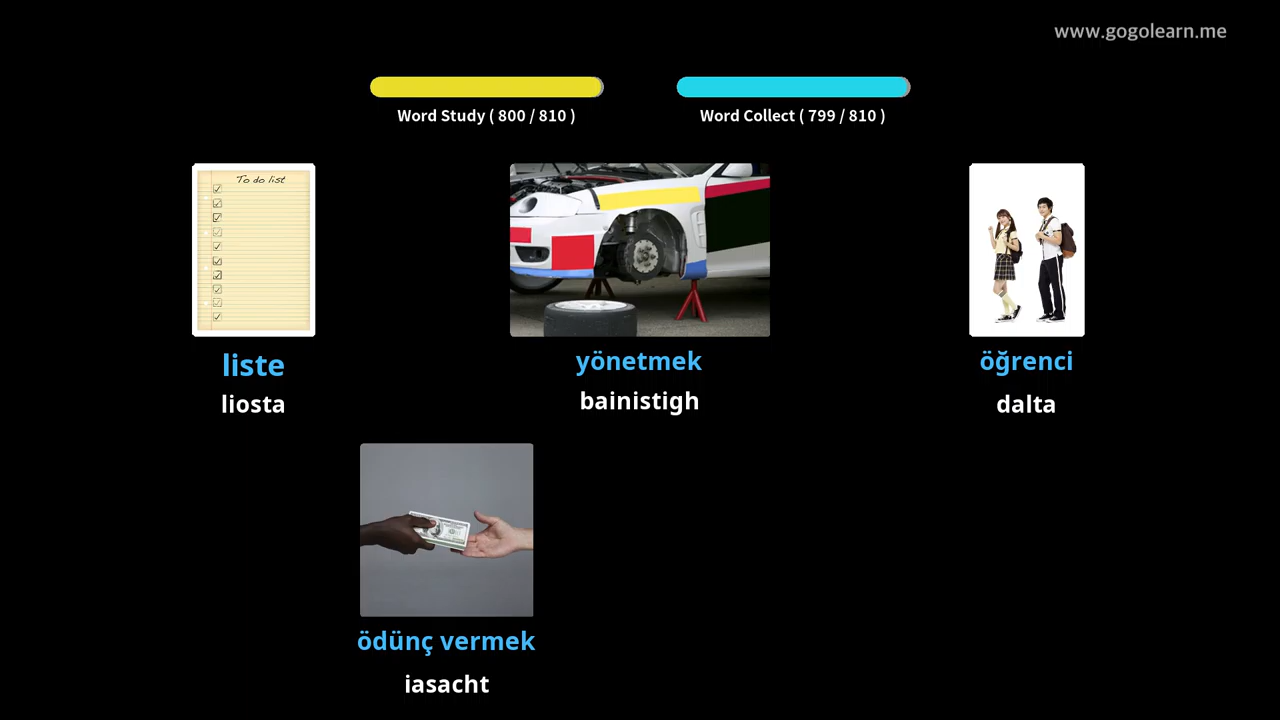 www.gogolearn.me
Word Study ( 800 / 810 )
Word Collect ( 799 / 810 )
To do list
liste
liosta
yönetmek
bainistigh
öğrenci
dalta
ödünç vermek
iasacht